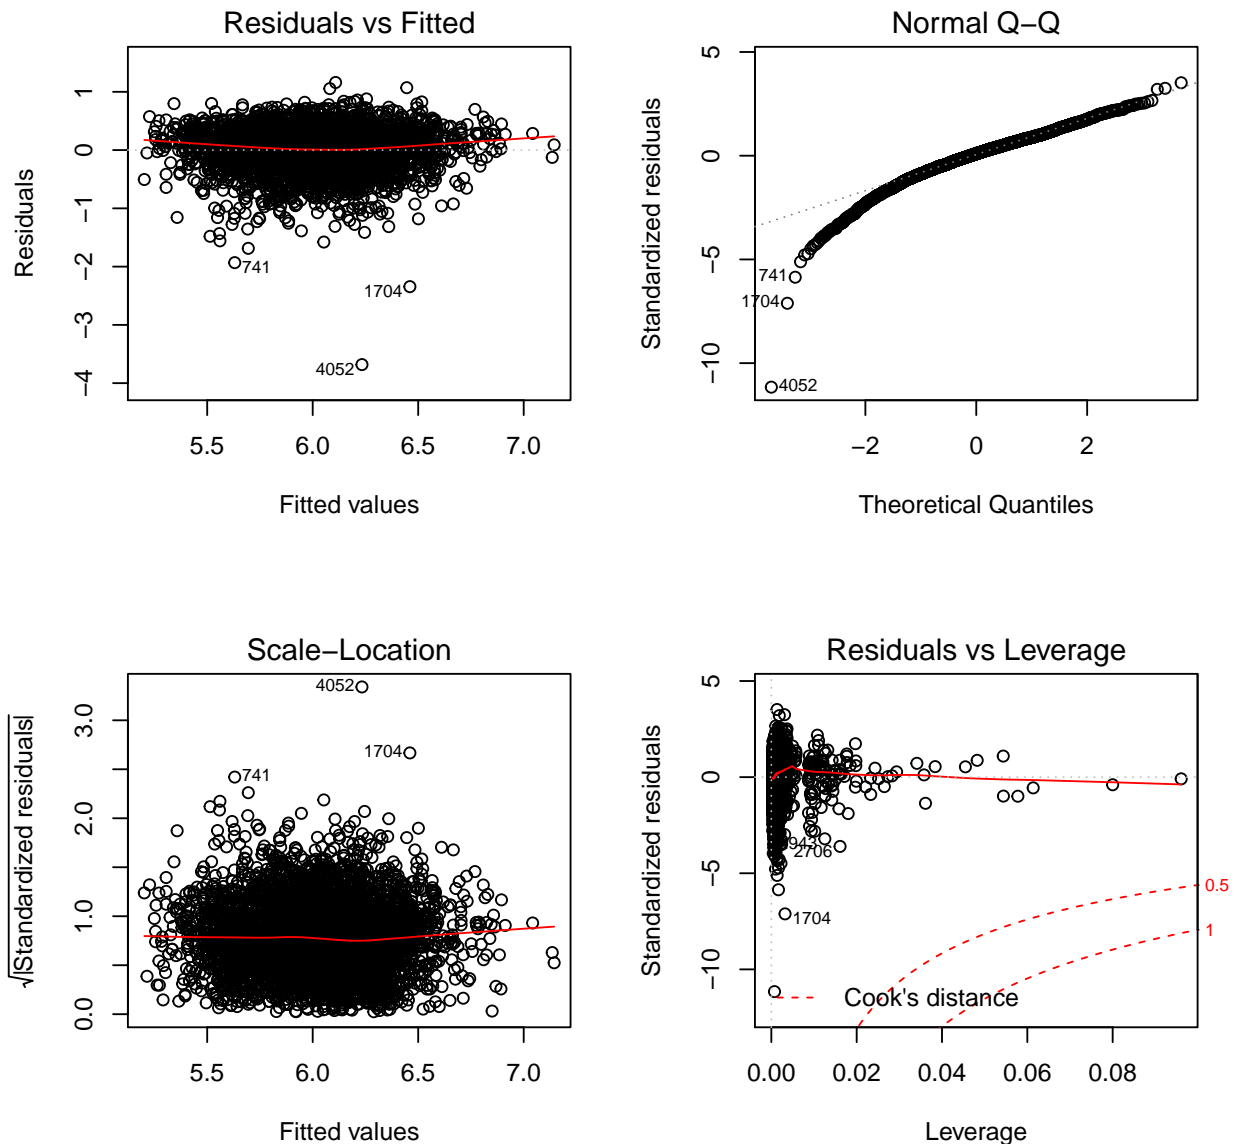 Residuals vs Fitted
Residuals
1
0
−1
−2
−3
−4
741
1704
4052
5.5 6.0 6.5 7.0
Fitted values
Normal Q−Q
Standardized residuals
5
0
−5
−10
741
1704
4052
−2 0 2
Theoretical Quantiles
Scale−Location
√|Standardized residuals|
3.0
2.0
1.0
0.0
4052
1704
741
5.5 6.0 6.5 7.0
Fitted values
Residuals vs Leverage
Standardized residuals
5
0
−5
−10
943
2706
1704
0.5
1
Cook's distance
0.00 0.02 0.04 0.06 0.08
Leverage